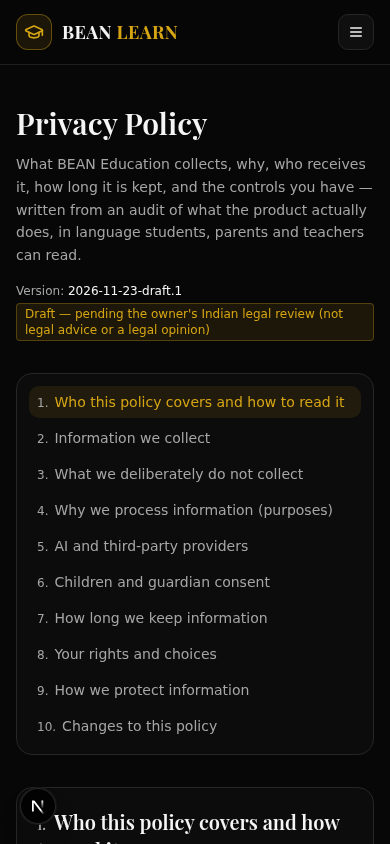 BEAN LEARN
Privacy Policy
What BEAN Education collects, why, who receives
it, how long it is kept, and the controls you have —
written from an audit of what the product actually
does, in language students, parents and teachers
can read.
Version: 2026-11-23-draft.1
Draft — pending the owner's Indian legal review (not
legal advice or a legal opinion)
1. Who this policy covers and how to read it
2. Information we collect
3. What we deliberately do not collect
4. Why we process information (purposes)
5. AI and third-party providers
6. Children and guardian consent
7. How long we keep information
8. Your rights and choices
9. How we protect information
10. Changes to this policy
N
1. Who this policy covers and how